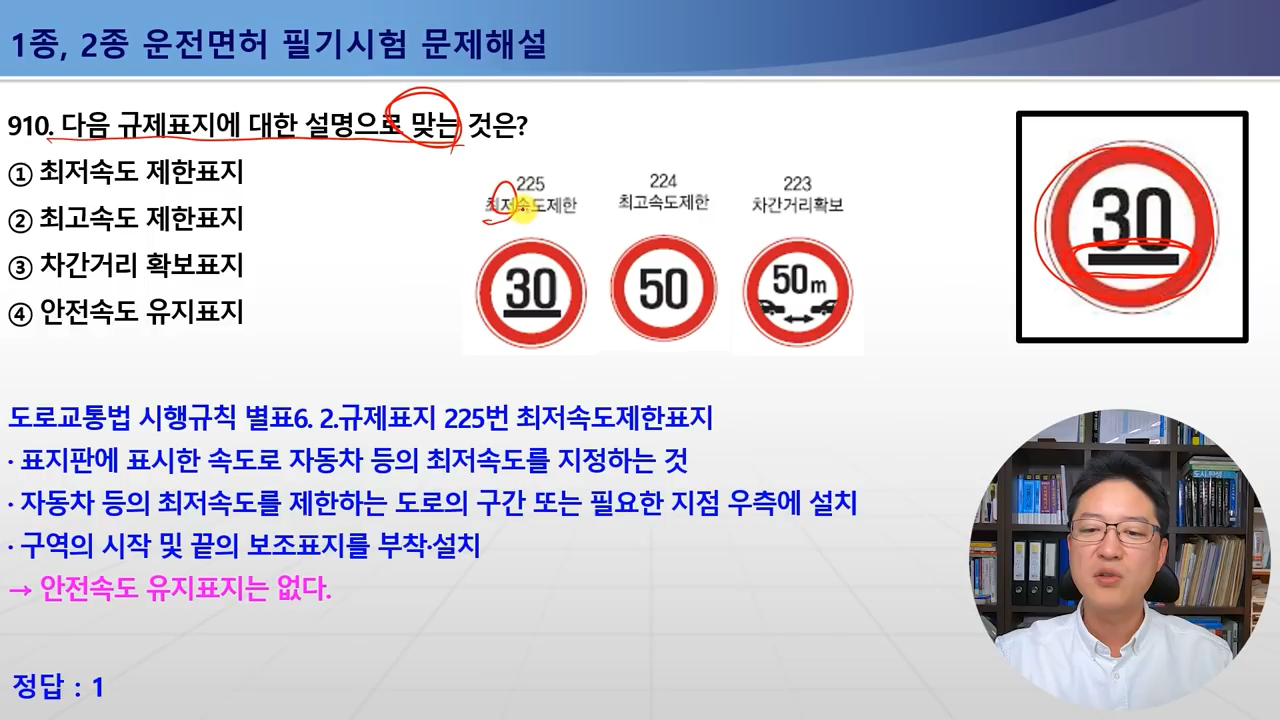 1종, 2종 운전면허 필기시험 문제해설
910. 다음 규제표지에 대한 설명으로 맞는 것은?
① 최저속도 제한표지
② 최고속도 제한표지
③ 차간거리 확보표지
④ 안전속도 유지표지
225
최저속도제한
30
224
최고속도제한
50
223
차간거리확보
50m
30
도로교통법 시행규칙 별표6. 2.규제표지 225번 최저속도제한표지
· 표지판에 표시한 속도로 자동차 등의 최저속도를 지정하는 것
· 자동차 등의 최저속도를 제한하는 도로의 구간 또는 필요한 지점 우측에 설치
· 구역의 시작 및 끝의 보조표지를 부착·설치
→ 안전속도 유지표지는 없다.
정답 : 1